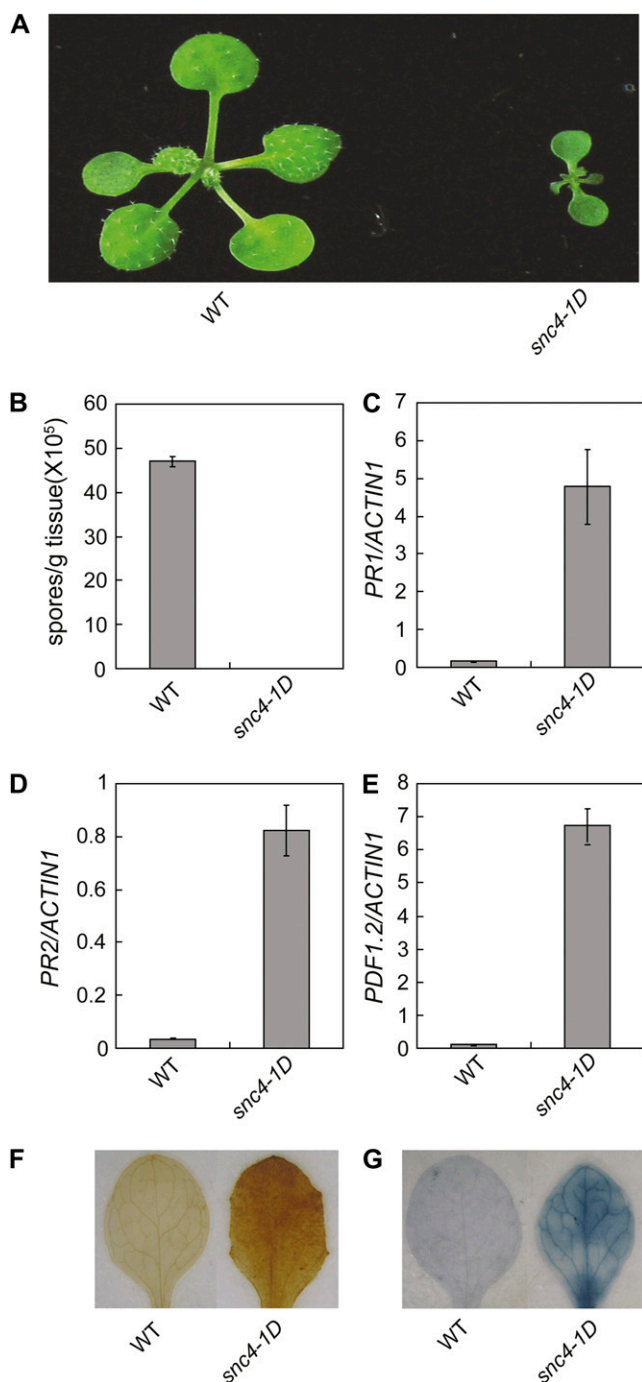 A
WT
snc4-1D
B
spores/g tissue(X10⁵)
60
50
40
30
20
10
0
WT
snc4-1D
C
PR1/ACTIN1
7
6
5
4
3
2
1
0
WT
snc4-1D
D
PR2/ACTIN1
1
0.8
0.6
0.4
0.2
0
WT
snc4-1D
E
PDF1.2/ACTIN1
8
7
6
5
4
3
2
1
0
WT
snc4-1D
F
WT
snc4-1D
G
WT
snc4-1D